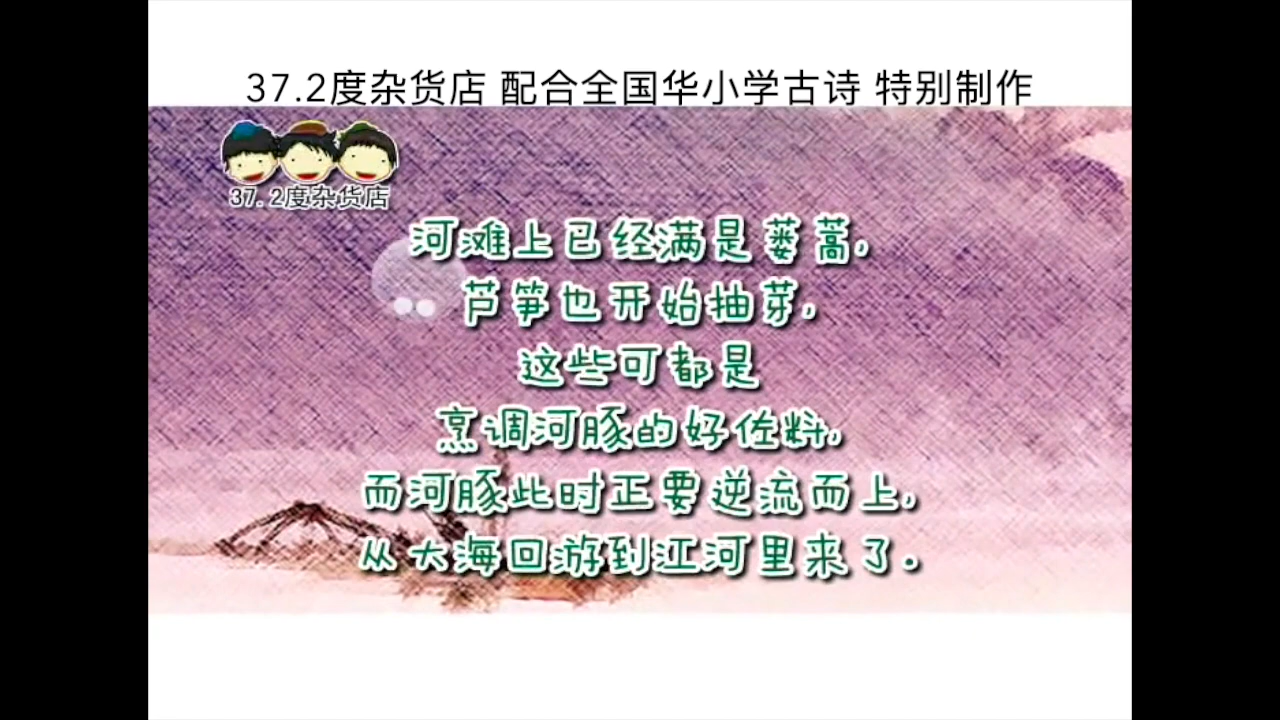 37.2度杂货店 配合全国华小学古诗 特别制作
37.2度杂货店
河滩上已经满是蒌蒿，
芦笋也开始抽芽，
这些可都是
烹调河豚的好佐料，
而河豚此时正要逆流而上，
从大海回游到江河里来了。